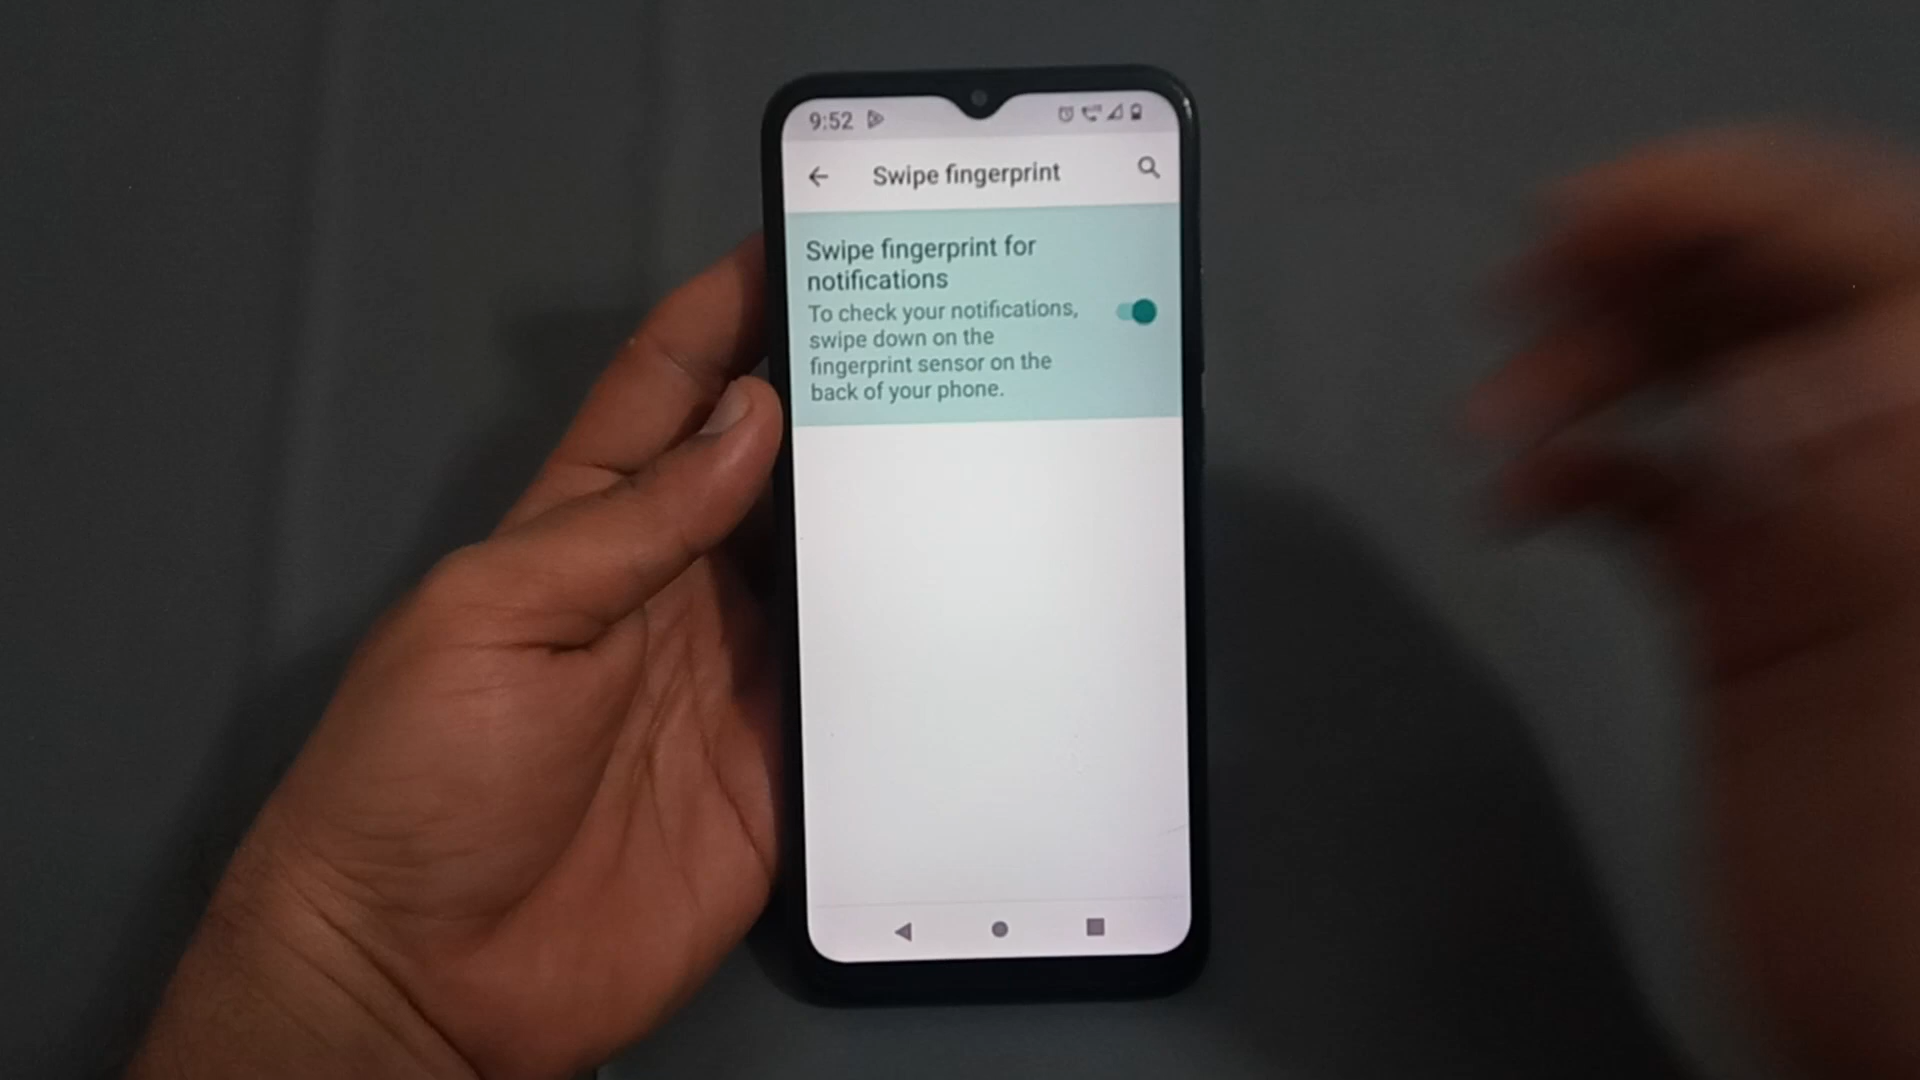 9:52
Swipe fingerprint
Swipe fingerprint for
notifications
To check your notifications,
swipe down on the
fingerprint sensor on the
back of your phone.